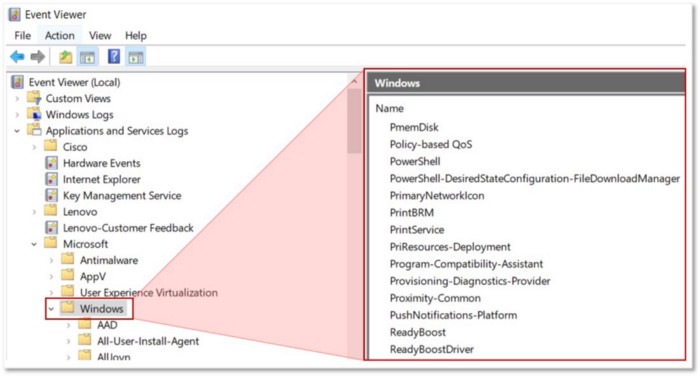 Event Viewer
File Action View Help
Event Viewer (Local)
Custom Views
Windows Logs
Applications and Services Logs
Cisco
Hardware Events
Internet Explorer
Key Management Service
Lenovo
Lenovo-Customer Feedback
Microsoft
Antimalware
AppV
User Experience Virtualization
Windows
AAD
All-User-Install-Agent
AllJoyn
Windows
Name
PmemDisk
Policy-based QoS
PowerShell
PowerShell-DesiredStateConfiguration-FileDownloadManager
PrimaryNetworkIcon
PrintBRM
PrintService
PriResources-Deployment
Program-Compatibility-Assistant
Provisioning-Diagnostics-Provider
Proximity-Common
PushNotifications-Platform
ReadyBoost
ReadyBoostDriver